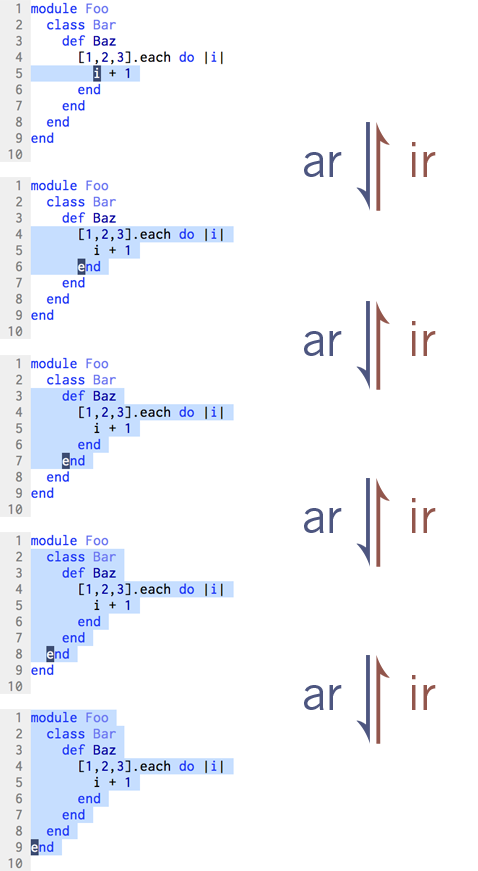 1 module Foo
2   class Bar
3     def Baz
4       [1,2,3].each do |i|
5         i + 1
6       end
7     end
8   end
9 end
10
ar ir
1 module Foo
2   class Bar
3     def Baz
4       [1,2,3].each do |i|
5         i + 1
6       end
7     end
8   end
9 end
10
ar ir
1 module Foo
2   class Bar
3     def Baz
4       [1,2,3].each do |i|
5         i + 1
6       end
7     end
8   end
9 end
10
ar ir
1 module Foo
2   class Bar
3     def Baz
4       [1,2,3].each do |i|
5         i + 1
6       end
7     end
8   end
9 end
10
ar ir
1 module Foo
2   class Bar
3     def Baz
4       [1,2,3].each do |i|
5         i + 1
6       end
7     end
8   end
9 end
10